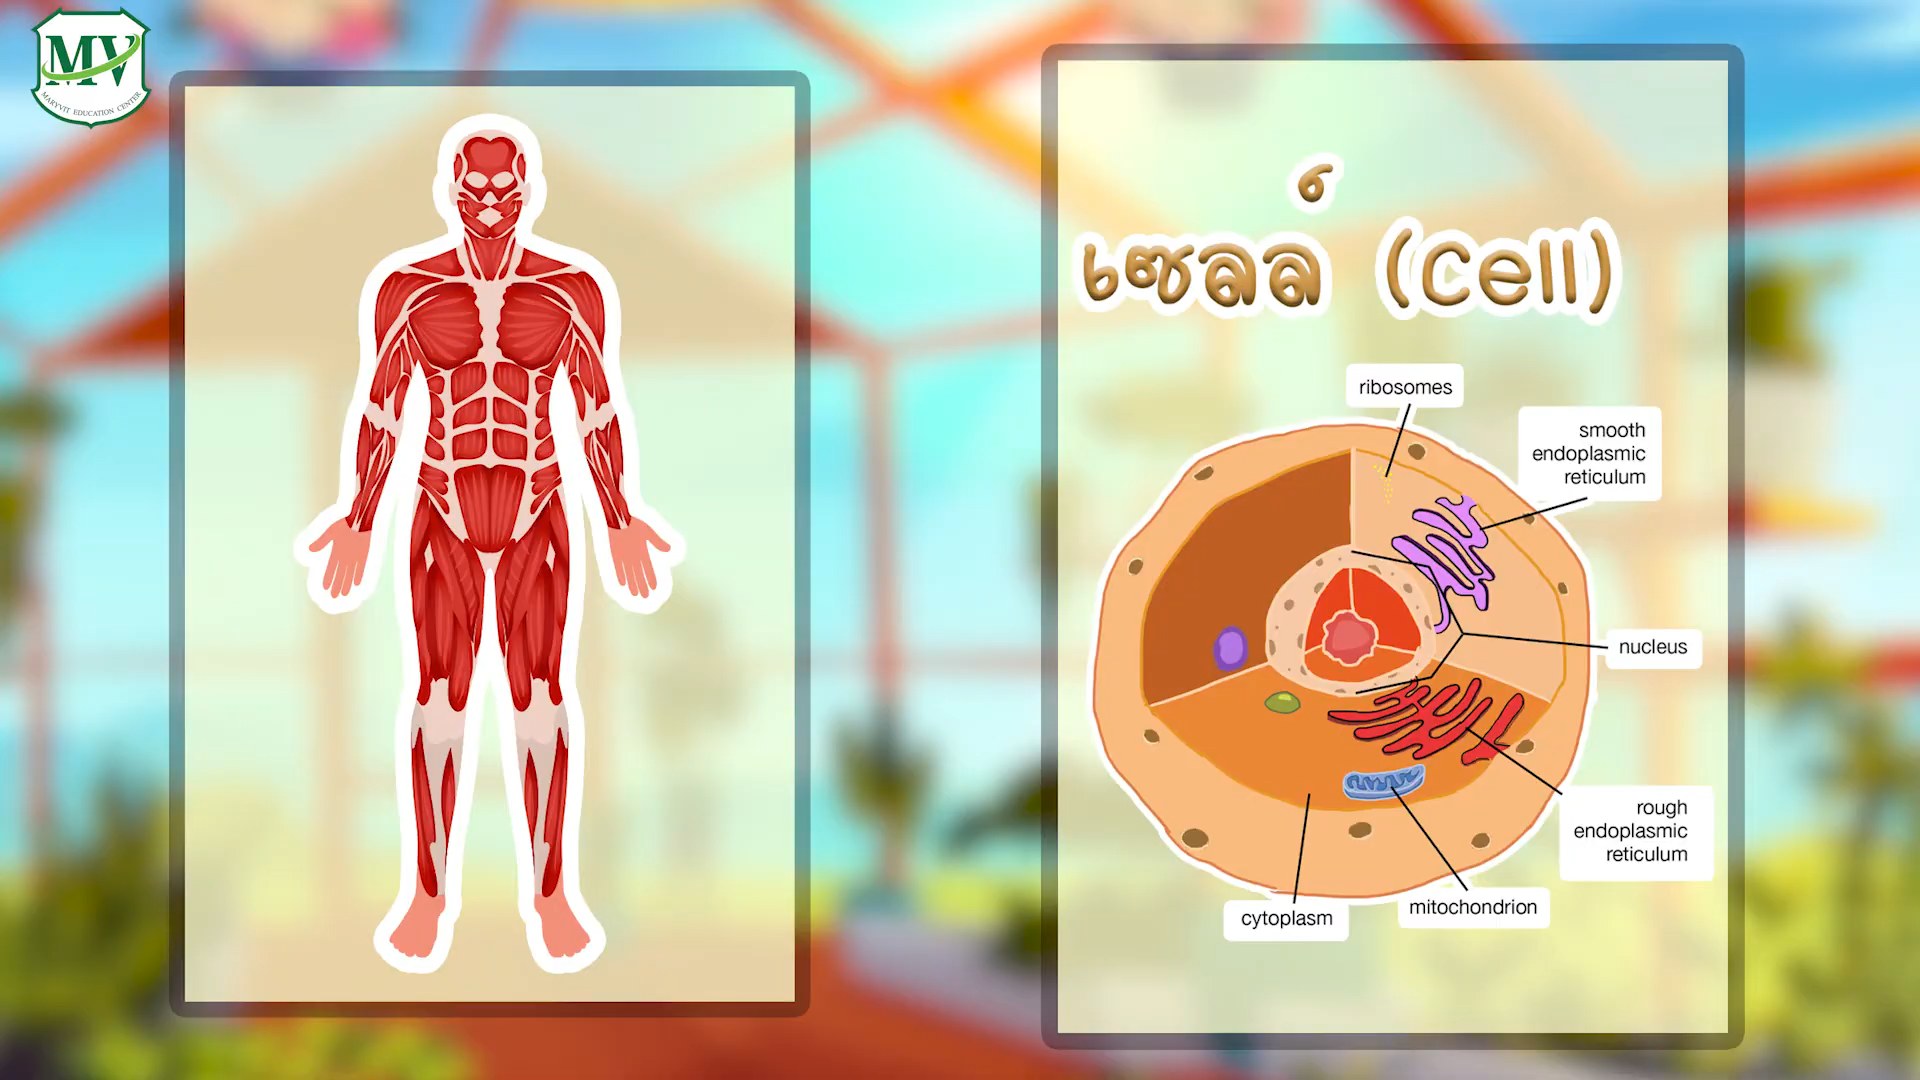 MV
MARYVIT EDUCATION CENTER
เซลล์ (Cell)
ribosomes
smooth
endoplasmic
reticulum
nucleus
rough
endoplasmic
reticulum
mitochondrion
cytoplasm